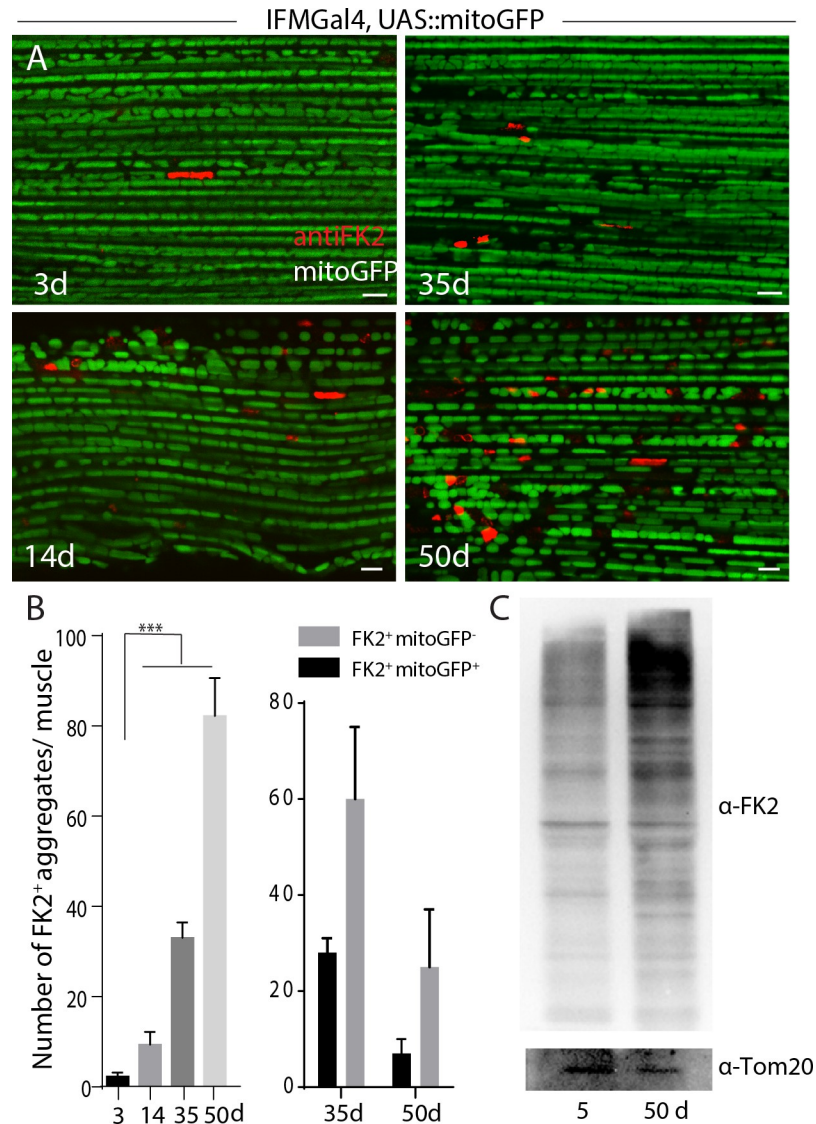 IFMGal4, UAS::mitoGFP
A
antiFK2
mitoGFP
3d
35d
14d
50d
B
Number of FK2⁺ aggregates/ muscle
100
80
60
40
20
0
3 14 35 50d
***
FK2⁺ mitoGFP⁻
FK2⁺ mitoGFP⁺
80
60
40
20
0
35d 50d
C
α-FK2
α-Tom20
5 50 d